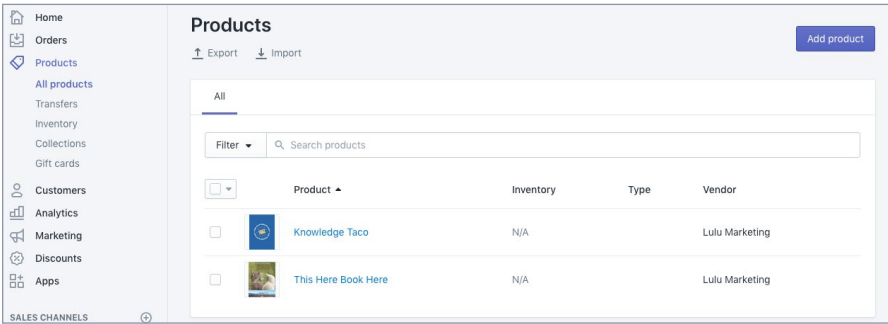 Home
Orders
Products
All products
Transfers
Inventory
Collections
Gift cards
Customers
Analytics
Marketing
Discounts
Apps
SALES CHANNELS
Products
Export Import
Add product
All
Filter Search products
Product Inventory Type Vendor
Knowledge Taco N/A Lulu Marketing
This Here Book Here N/A Lulu Marketing